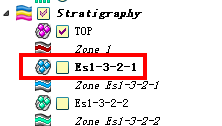 Stratigraphy
TOP
Zone 1
Es1-3-2-1
Zone Es1-3-2-1
Es1-3-2-2
Zone Es1-3-2-2